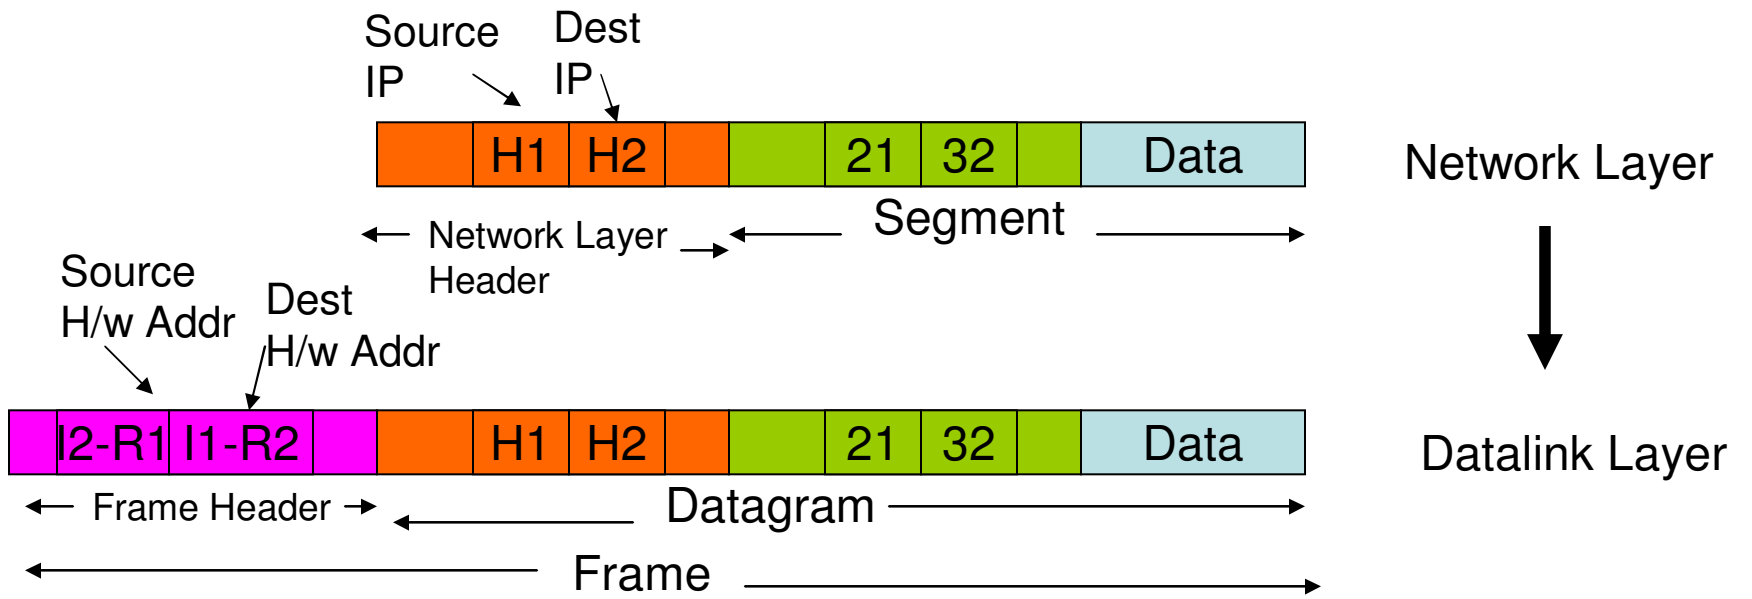 Source
IP
Dest
IP
H1 H2 21 32 Data
Network Layer
Network Layer
Header
Segment
Source
H/w Addr
Dest
H/w Addr
I2-R1 I1-R2 H1 H2 21 32 Data
Datalink Layer
Frame Header
Datagram
Frame